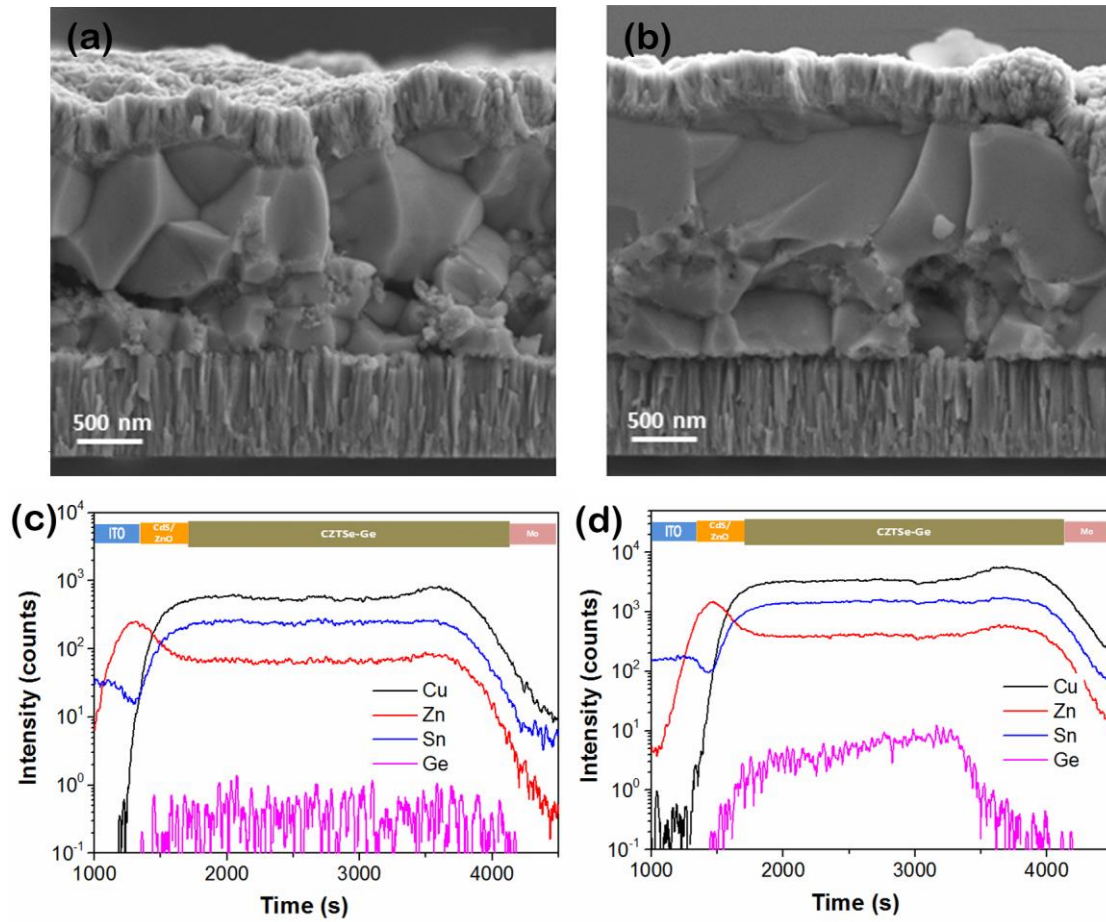 (a)
500 nm
(b)
500 nm
(c)
10^4
10^3
10^2
10^1
10^0
10^-1
Intensity (counts)
ITO
CdS/
ZnO
CZTSe-Ge
Mo
Cu
Zn
Sn
Ge
1000 2000 3000 4000
Time (s)
(d)
10^4
10^3
10^2
10^1
10^0
10^-1
Intensity (counts)
ITO
CdS/
ZnO
CZTSe-Ge
Mo
Cu
Zn
Sn
Ge
1000 2000 3000 4000
Time (s)